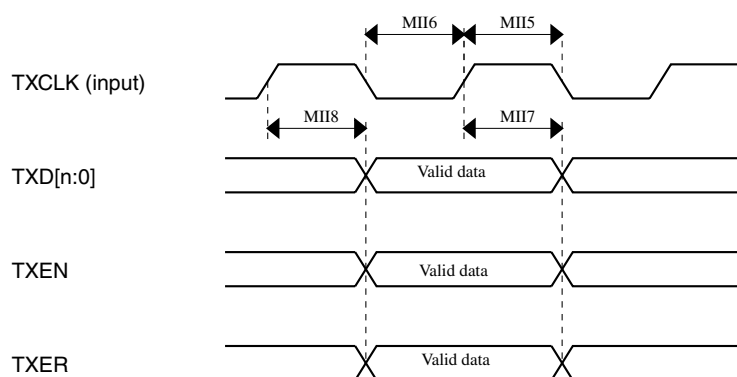 MII6 MII5
TXCLK (input)
MII8 MII7
TXD[n:0] Valid data
TXEN Valid data
TXER Valid data